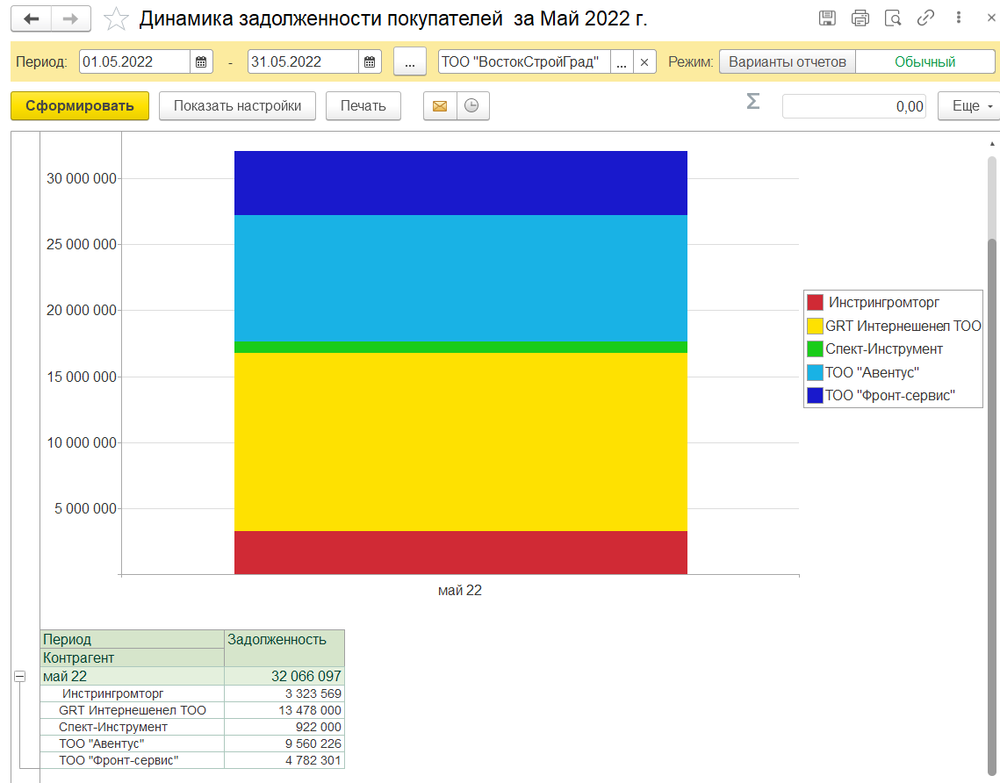 Динамика задолженности покупателей за Май 2022 г.
Период: 01.05.2022 - 31.05.2022 ... ТОО "ВостокСтройГрад" ... × Режим: Варианты отчетов Обычный
Сформировать Показать настройки Печать Σ 0,00 Еще
30 000 000
25 000 000
20 000 000
15 000 000
10 000 000
5 000 000
май 22
Инстрингромторг
GRT Интернешенел ТОО
Спект-Инструмент
ТОО "Авентус"
ТОО "Фронт-сервис"
Период Задолженность
Контрагент
май 22 32 066 097
Инстрингромторг 3 323 569
GRT Интернешенел ТОО 13 478 000
Спект-Инструмент 922 000
ТОО "Авентус" 9 560 226
ТОО "Фронт-сервис" 4 782 301